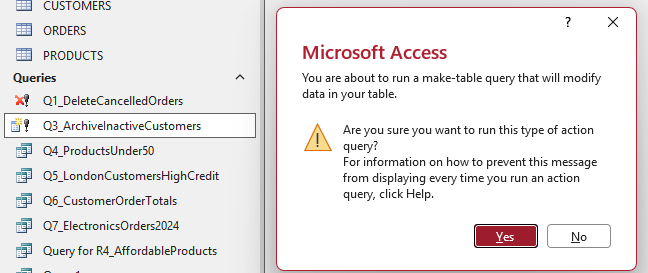 CUSTOMERS
ORDERS
PRODUCTS
Queries
Q1_DeleteCancelledOrders
Q3_ArchiveInactiveCustomers
Q4_ProductsUnder50
Q5_LondonCustomersHighCredit
Q6_CustomerOrderTotals
Q7_ElectronicsOrders2024
Query for R4_AffordableProducts
?
Microsoft Access
You are about to run a make-table query that will modify
data in your table.
Are you sure you want to run this type of action
query?
For information on how to prevent this message
from displaying every time you run an action
query, click Help.
Yes No